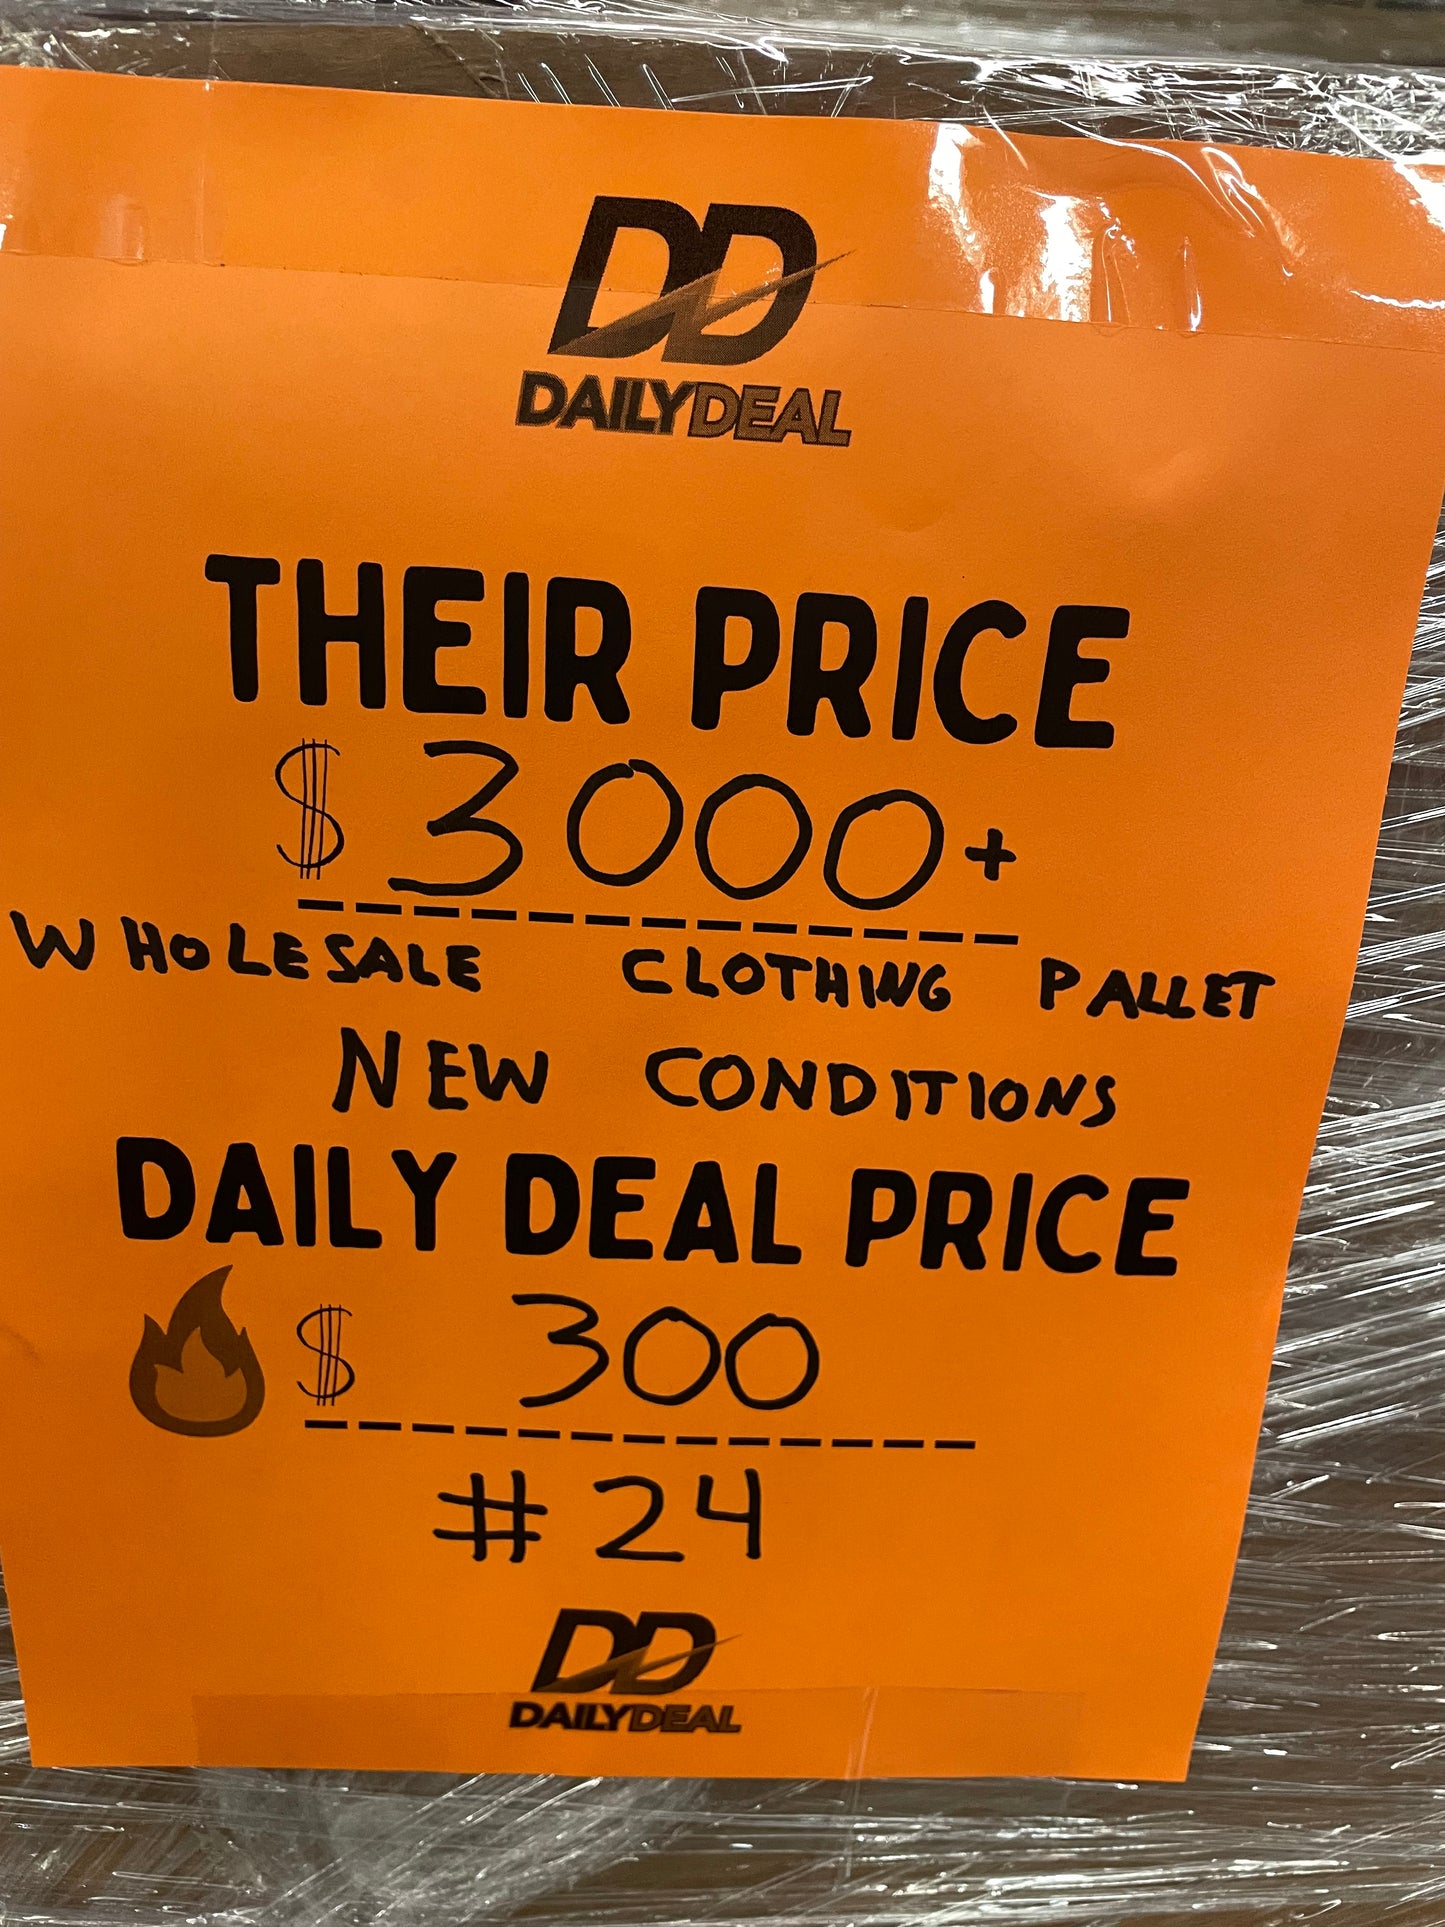 DD
DAILYDEAL
THEIR PRICE
$ 3000+
WHOLESALE CLOTHING PALLET
NEW CONDITIONS
DAILY DEAL PRICE
$ 300
# 24
DD
DAILYDEAL